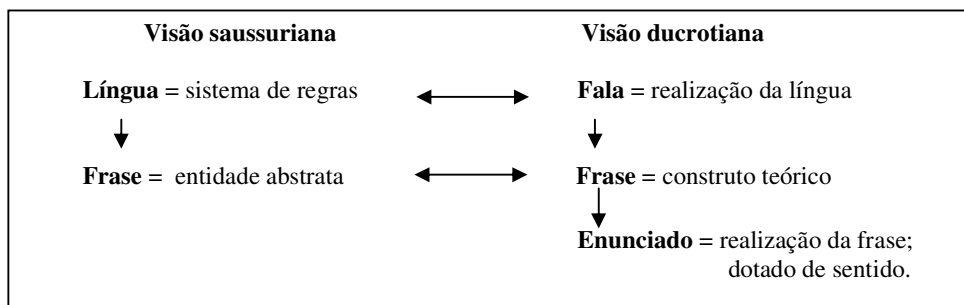 Visão saussuriana Visão ducrotiana
Língua = sistema de regras Fala = realização da língua
Frase = entidade abstrata Frase = construto teórico
Enunciado = realização da frase;
dotado de sentido.